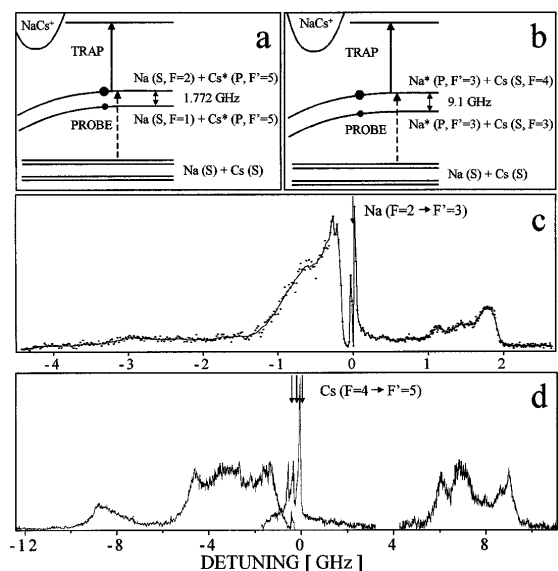 NaCs+
TRAP
a
Na (S, F=2) + Cs* (P, F'=5)
1.772 GHz
Na (S, F=1) + Cs* (P, F'=5)
PROBE
Na (S) + Cs (S)
NaCs+
TRAP
b
Na* (P, F'=3) + Cs (S, F=4)
9.1 GHz
Na* (P, F'=3) + Cs (S, F=3)
PROBE
Na (S) + Cs (S)
Na (F=2 → F'=3)
c
-4 -3 -2 -1 0 1 2
Cs (F=4 → F'=5)
d
-12 -8 -4 0 4 8
DETUNING [ GHz ]